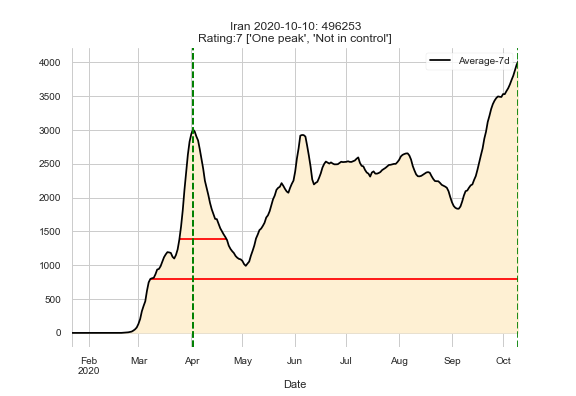 Iran 2020-10-10: 496253
Rating:7 ['One peak', 'Not in control']
Average-7d
4000
3500
3000
2500
2000
1500
1000
500
0
Feb Mar Apr May Jun Jul Aug Sep Oct
2020
Date